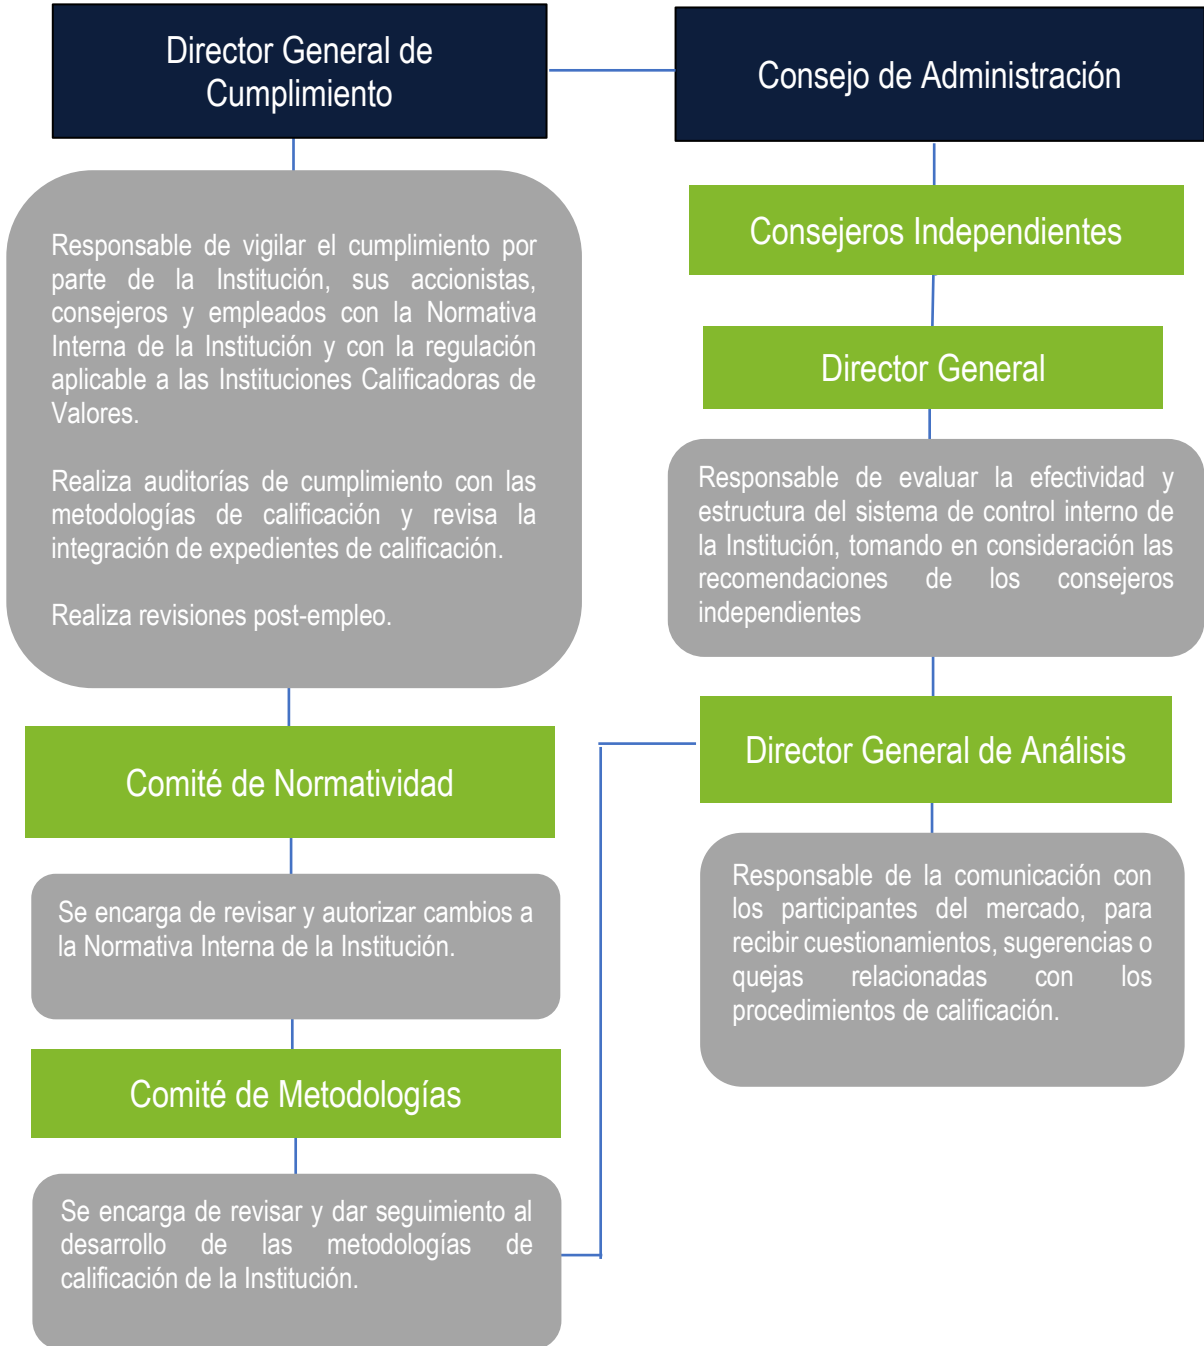 Director General de
Cumplimiento
Responsable de vigilar el cumplimiento por
parte de la Institución, sus accionistas,
consejeros y empleados con la Normativa
Interna de la Institución y con la regulación
aplicable a las Instituciones Calificadoras de
Valores.
Realiza auditorías de cumplimiento con las
metodologías de calificación y revisa la
integración de expedientes de calificación.
Realiza revisiones post-empleo.
Comité de Normatividad
Se encarga de revisar y autorizar cambios a
la Normativa Interna de la Institución.
Comité de Metodologías
Se encarga de revisar y dar seguimiento al
desarrollo de las metodologías de
calificación de la Institución.
Consejo de Administración
Consejeros Independientes
Director General
Responsable de evaluar la efectividad y
estructura del sistema de control interno de
la Institución, tomando en consideración las
recomendaciones de los consejeros
independientes
Director General de Análisis
Responsable de la comunicación con
los participantes del mercado, para
recibir cuestionamientos, sugerencias o
quejas relacionadas con los
procedimientos de calificación.